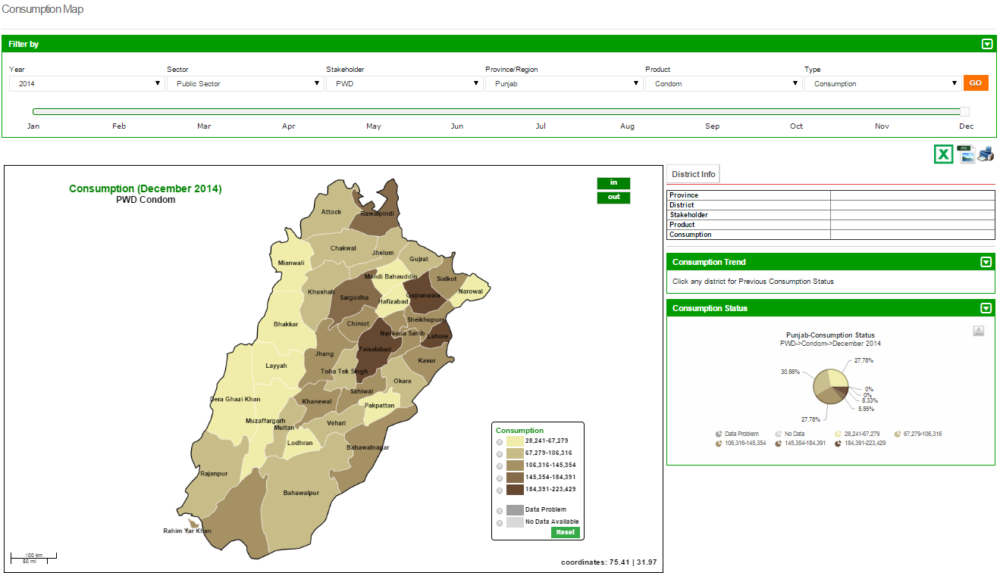 Consumption Map
Filter by
Year Sector Stakeholder Province/Region Product Type
2014 Public Sector PWD Punjab Condom Consumption GO
Jan Feb Mar Apr May Jun Jul Aug Sep Oct Nov Dec
JPG
Consumption (December 2014)
PWD Condom
in
out
Attock
Rawalpindi
Chakwal
Jhelum
Gujrat
Mianwali
Mandi Bahauddin
Sialkot
Khushab
Sargodha
Gujranwala
Narowal
Hafizabad
Bhakkar
Chiniot
Sheikhupura
Nankana Sahib
Lahore
Jhang
Faisalabad
Kasur
Layyah
Toba Tek Singh
Okara
Sahiwal
Dera Ghazi Khan
Khanewal
Pakpattan
Muzaffargarh
Multan
Vehari
Lodhran
Bahawalnagar
Rajanpur
Bahawalpur
Rahim Yar Khan
Consumption
28,241-67,279
67,279-106,316
106,316-145,354
145,354-184,391
184,391-223,429
Data Problem
No Data Available
Reset
100 km
50 mi
coordinates: 75.41 | 31.97
District Info
Province
District
Stakeholder
Product
Consumption
Consumption Trend
Click any district for Previous Consumption Status
Consumption Status
Punjab-Consumption Status
PWD->Condom->December 2014
27.78%
30.56%
0%
0%
8.33%
5.56%
27.78%
Data Problem No Data 28,241-67,279 67,279-106,316
106,316-145,354 145,354-184,391 184,391-223,429